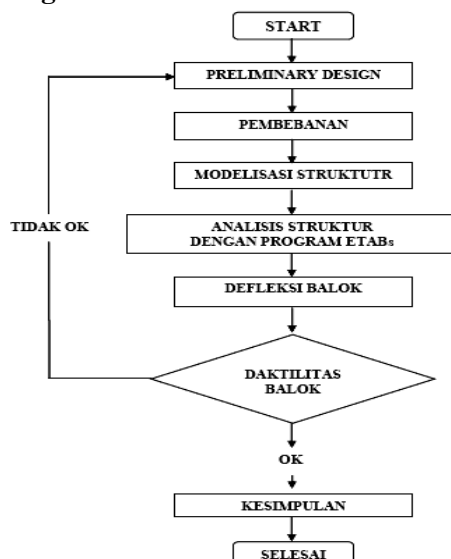 START
PRELIMINARY DESIGN
PEMBEBANAN
MODELISASI STRUKTUTR
TIDAK OK
ANALISIS STRUKTUR
DENGAN PROGRAM ETABs
DEFLEKSI BALOK
DAKTILITAS
BALOK
OK
KESIMPULAN
SELESAI